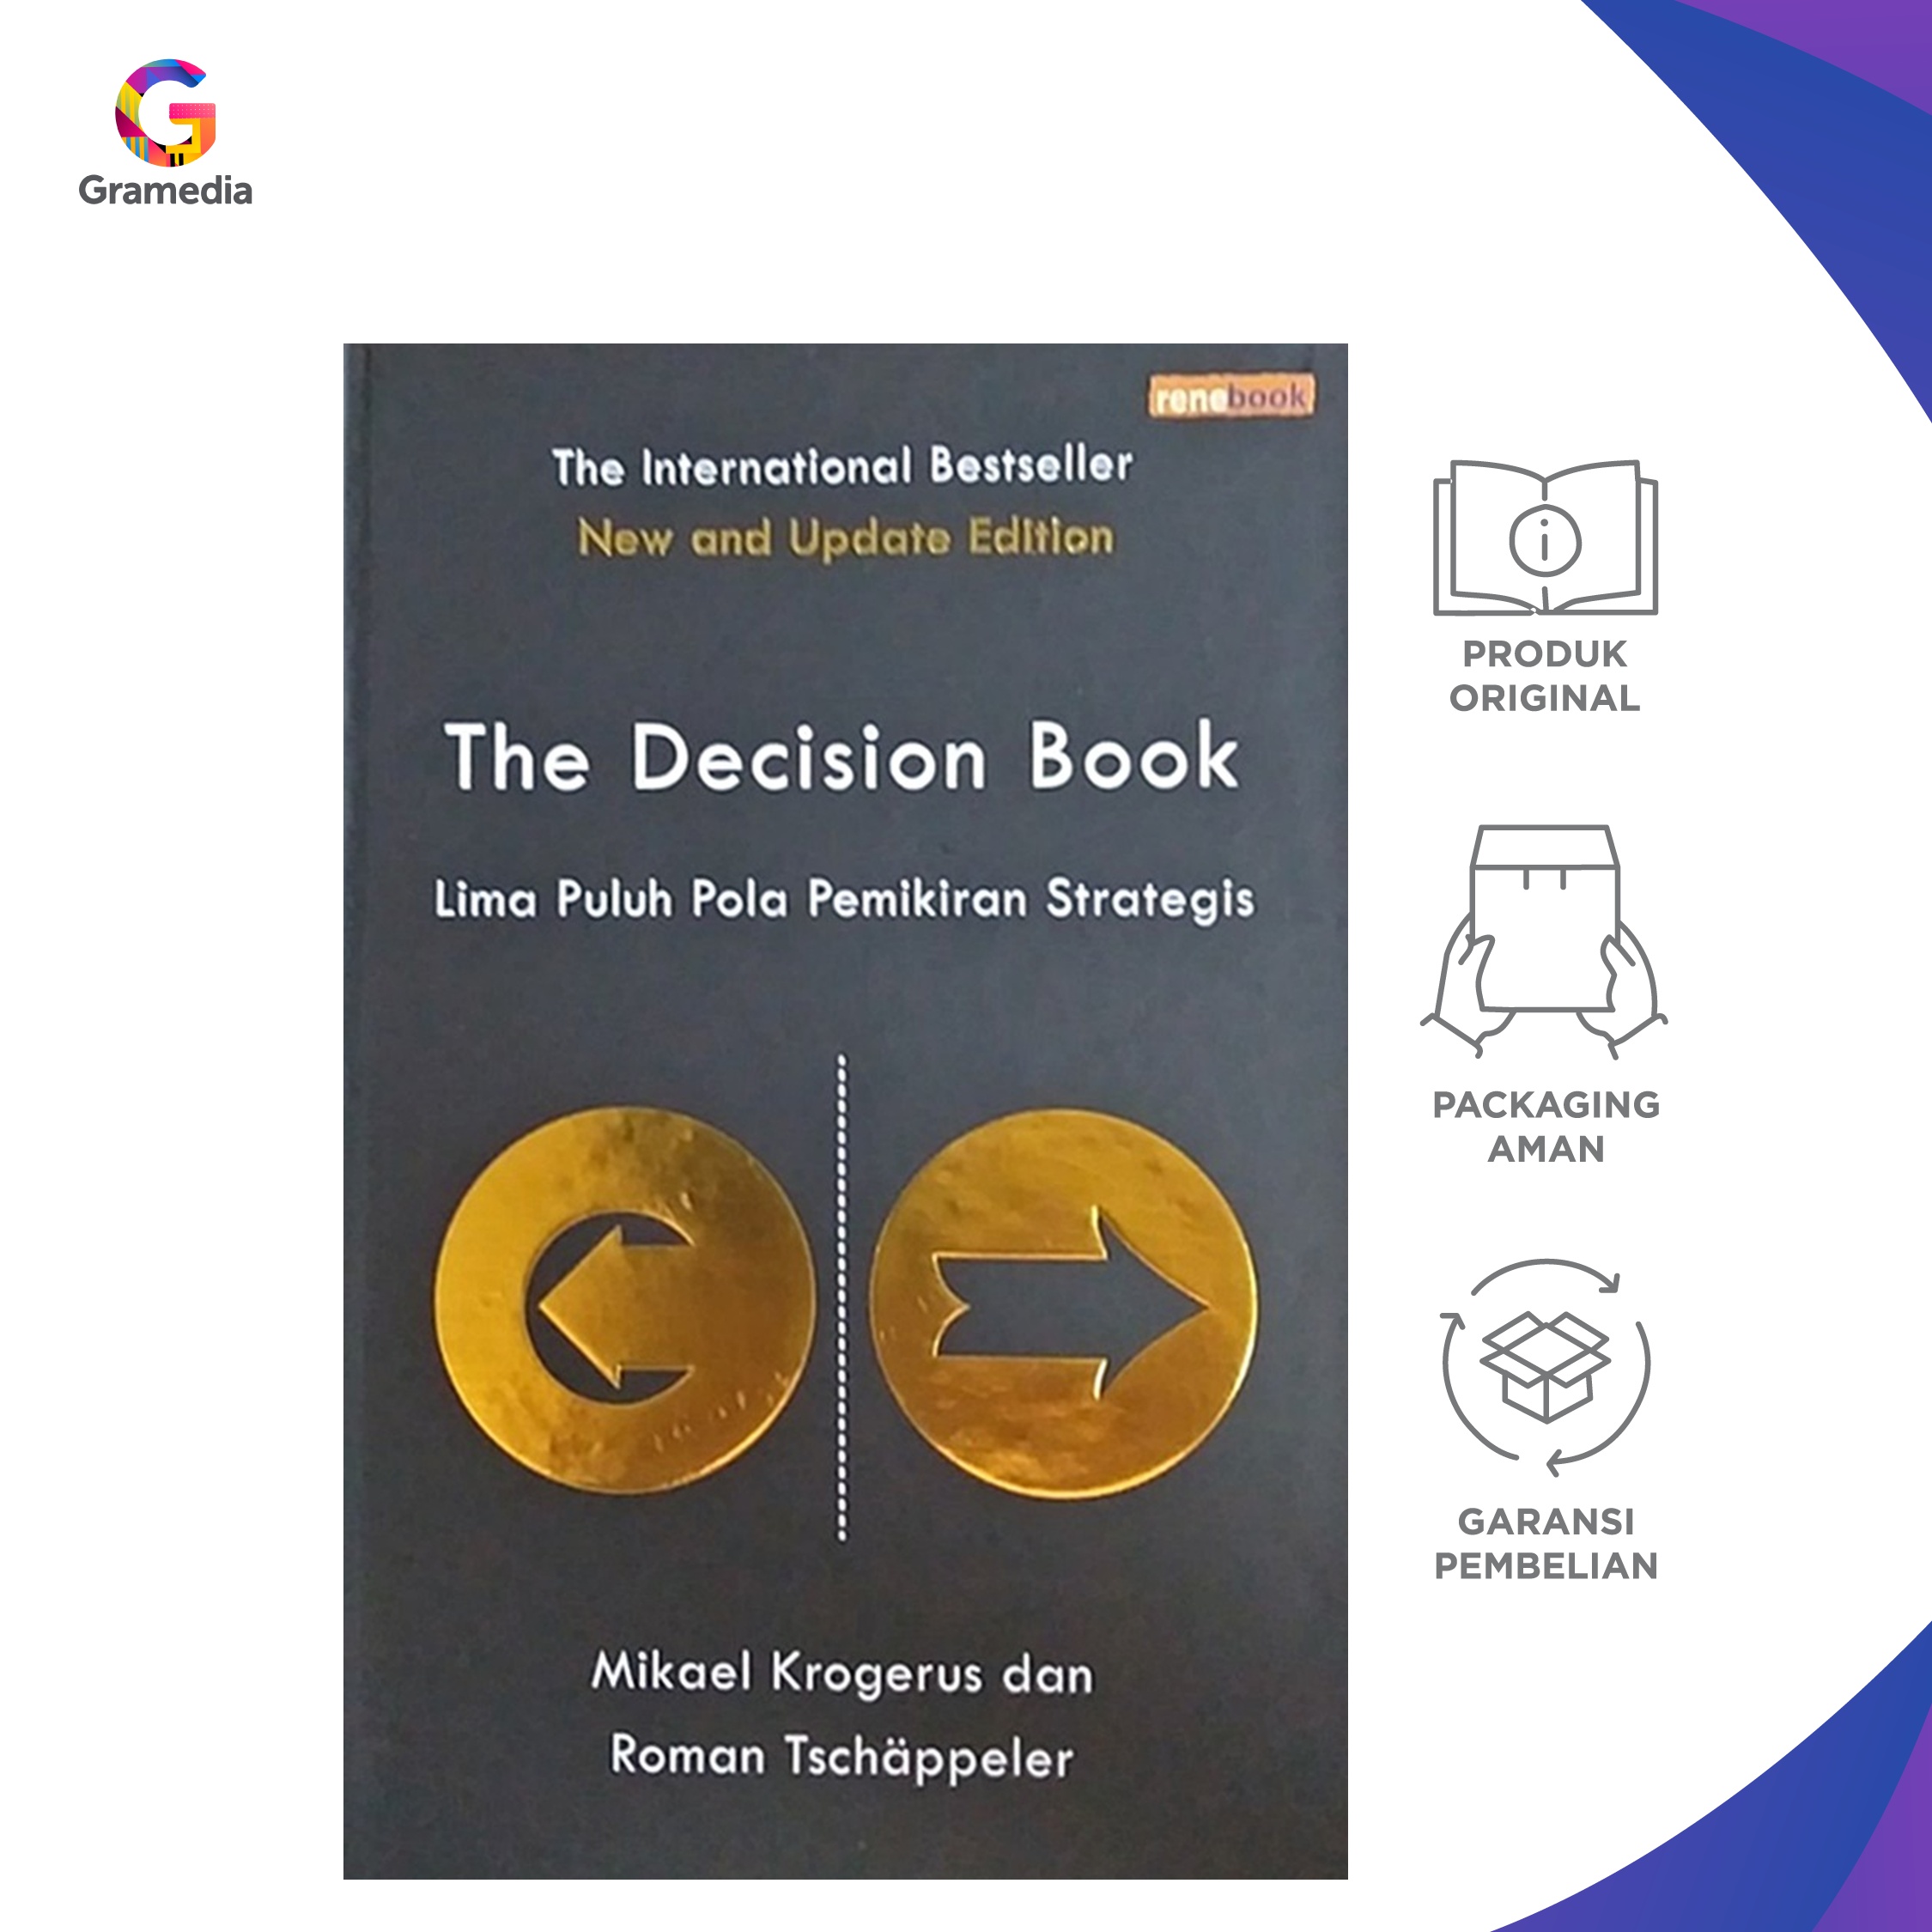 Gramedia
renebook
The International Bestseller
New and Update Edition
The Decision Book
Lima Puluh Pola Pemikiran Strategis
Mikael Krogerus dan
Roman Tschäppeler
PRODUK
ORIGINAL
PACKAGING
AMAN
GARANSI
PEMBELIAN